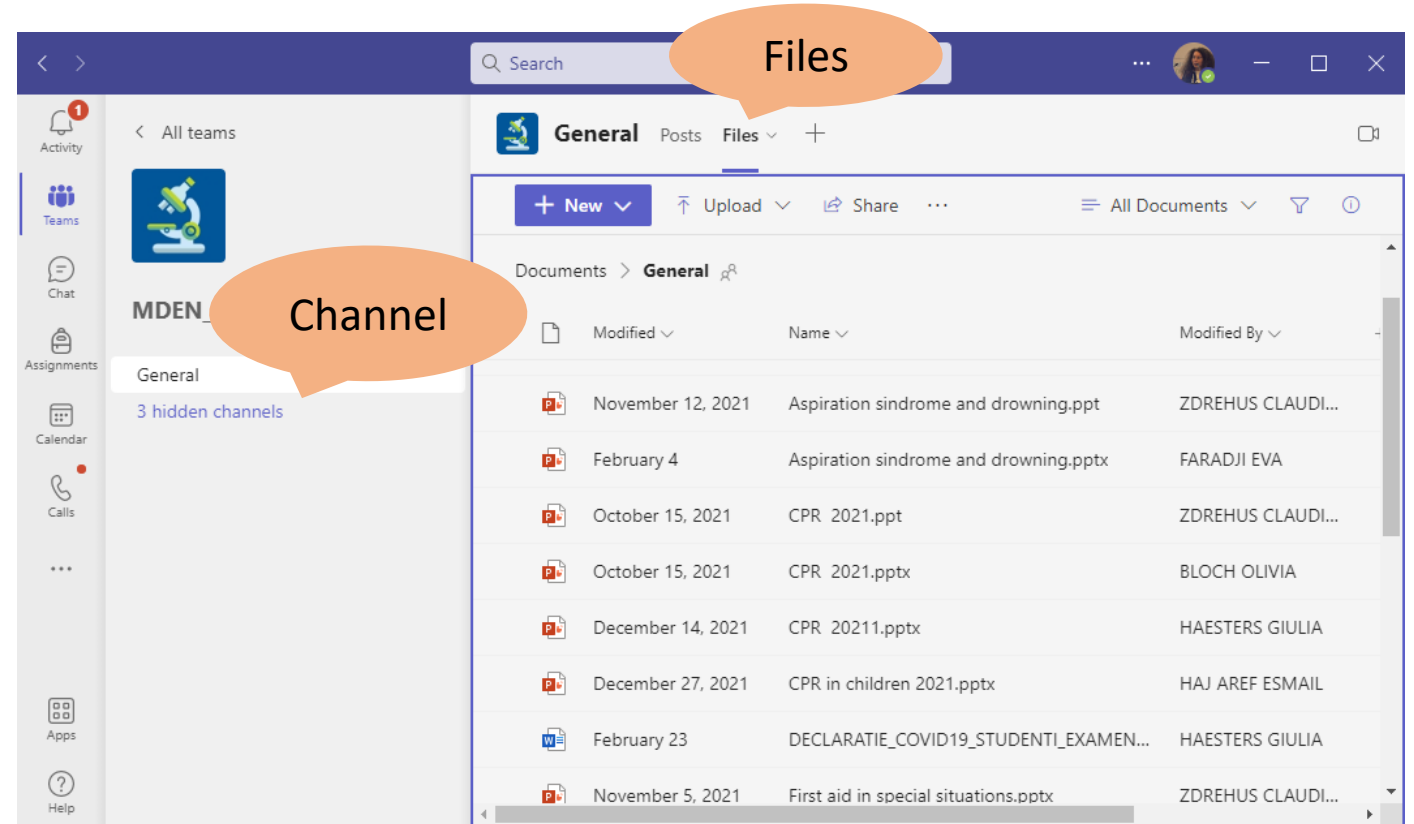 Files
Search
1
Activity
Teams
Chat
Assignments
Calendar
Calls
Apps
Help
All teams
MDEN_
Channel
General
3 hidden channels
General Posts Files
New Upload Share All Documents
Documents > General
Modified Name Modified By
November 12, 2021 Aspiration sindrome and drowning.ppt ZDREHUS CLAUDI...
February 4 Aspiration sindrome and drowning.pptx FARADJI EVA
October 15, 2021 CPR 2021.ppt ZDREHUS CLAUDI...
October 15, 2021 CPR 2021.pptx BLOCH OLIVIA
December 14, 2021 CPR 20211.pptx HAESTERS GIULIA
December 27, 2021 CPR in children 2021.pptx HAJ AREF ESMAIL
February 23 DECLARATIE_COVID19_STUDENTI_EXAMEN... HAESTERS GIULIA
November 5, 2021 First aid in special situations.pptx ZDREHUS CLAUDI...